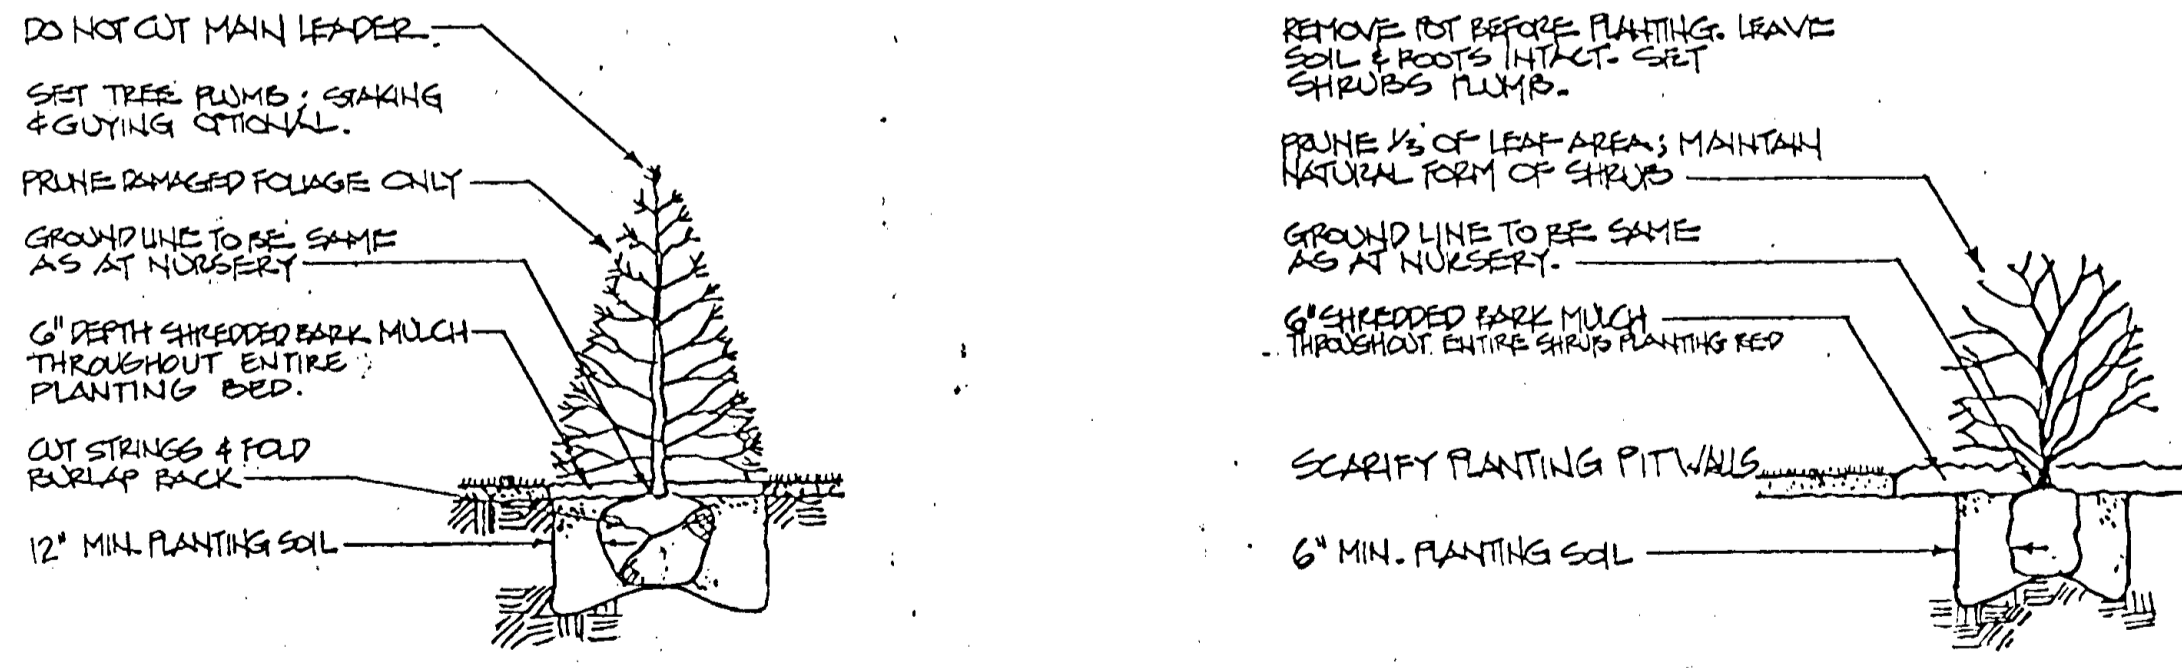 DO NOT CUT MAIN LEADER.
SET TREE PLUMB; STAKING
& GUYING OPTIONAL.
PRUNE DAMAGED FOLIAGE ONLY
GROUND LINE TO BE SAME
AS AT NURSERY
6" DEPTH SHREDDED BARK MULCH
THROUGHOUT ENTIRE
PLANTING BED.
CUT STRINGS & FOLD
BURLAP BACK
12" MIN. PLANTING SOIL
REMOVE POT BEFORE PLANTING. LEAVE
SOIL & ROOTS INTACT. SET
SHRUBS PLUMB.
PRUNE 1/3 OF LEAF AREA; MAINTAIN
NATURAL FORM OF SHRUB
GROUND LINE TO BE SAME
AS AT NURSERY.
6" SHREDDED BARK MULCH
THROUGHOUT ENTIRE SHRUB PLANTING BED
SCARIFY PLANTING PIT WALLS
6" MIN. PLANTING SOIL